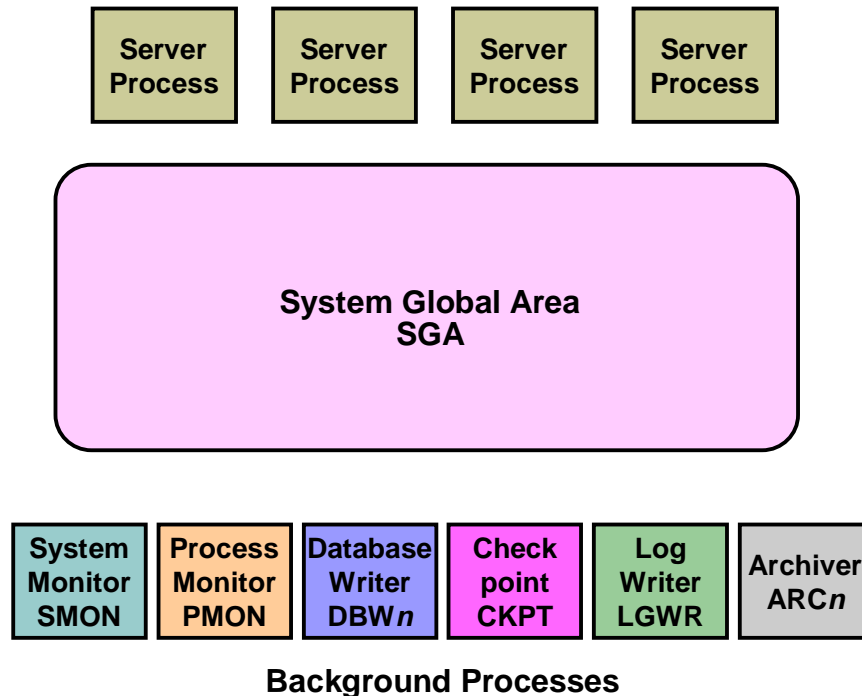 Server
Process
Server
Process
Server
Process
Server
Process
System Global Area
SGA
System
Monitor
SMON
Process
Monitor
PMON
Database
Writer
DBWn
Check
point
CKPT
Log
Writer
LGWR
Archiver
ARCn
Background Processes